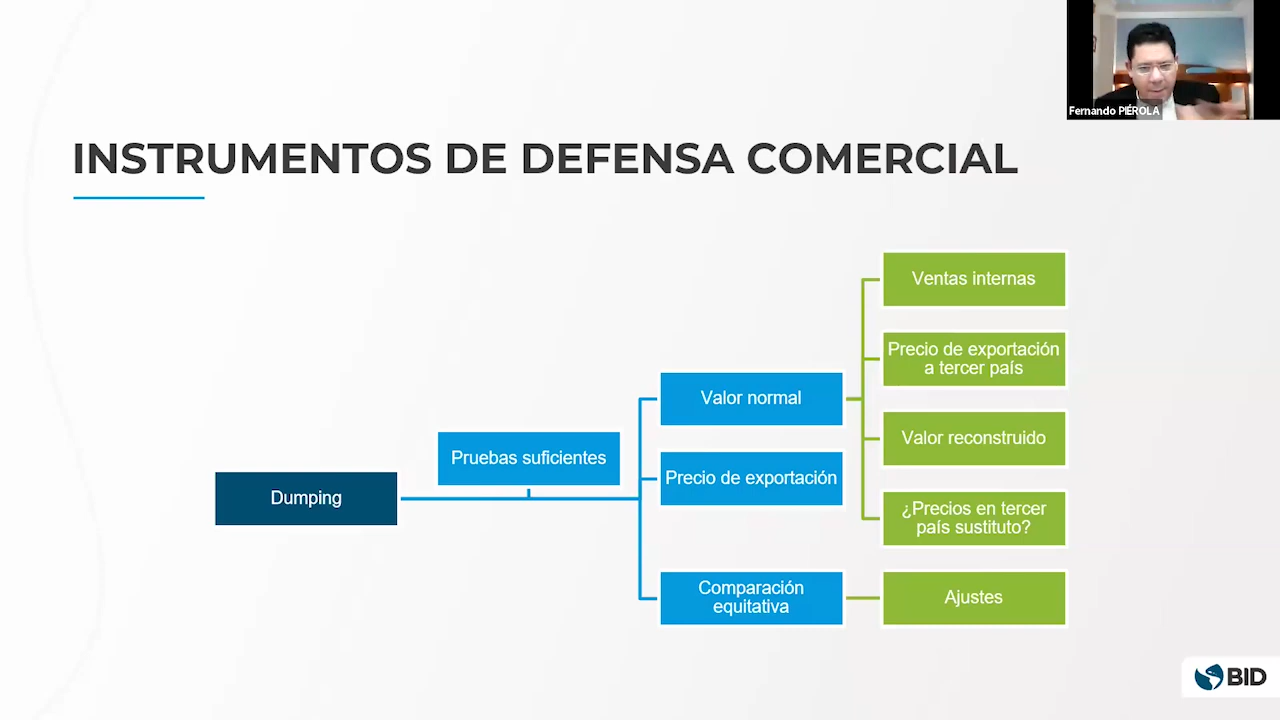 Fernando PIÉROLA
INSTRUMENTOS DE DEFENSA COMERCIAL
Dumping
Pruebas suficientes
Valor normal
Precio de exportación
Comparación
equitativa
Ventas internas
Precio de exportación
a tercer país
Valor reconstruido
¿Precios en tercer
país sustituto?
Ajustes
BID